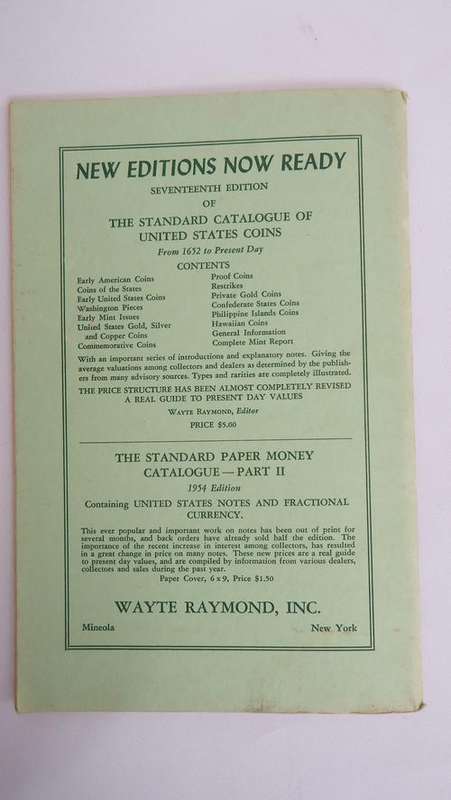 NEW EDITIONS NOW READY
SEVENTEENTH EDITION
OF
THE STANDARD CATALOGUE OF
UNITED STATES COINS
From 1652 to Present Day
CONTENTS
Early American Coins
Coins of the States
Early United States Coins
Washington Pieces
Early Mint Issues
United States Gold, Silver
and Copper Coins
Commemorative Coins
Proof Coins
Restrikes
Private Gold Coins
Confederate States Coins
Philippine Islands Coins
Hawaiian Coins
General Information
Complete Mint Report
With an important series of introductions and explanatory notes. Giving the
average valuations among collectors and dealers as determined by the publish-
ers from many advisory sources. Types and rarities are completely illustrated.
THE PRICE STRUCTURE HAS BEEN ALMOST COMPLETELY REVISED
A REAL GUIDE TO PRESENT DAY VALUES
WAYTE RAYMOND, Editor
PRICE $5.00
THE STANDARD PAPER MONEY
CATALOGUE — PART II
1954 Edition
Containing UNITED STATES NOTES AND FRACTIONAL
CURRENCY.
This ever popular and important work on notes has been out of print for
several months, and back orders have already sold half the edition. The
importance of the recent increase in interest among collectors, has resulted
in a great change in price on many notes. These new prices are a real guide
to present day values, and are compiled by information from various dealers,
collectors and sales during the past year.
Paper Cover, 6 x 9, Price $1.50
WAYTE RAYMOND, INC.
Mineola New York